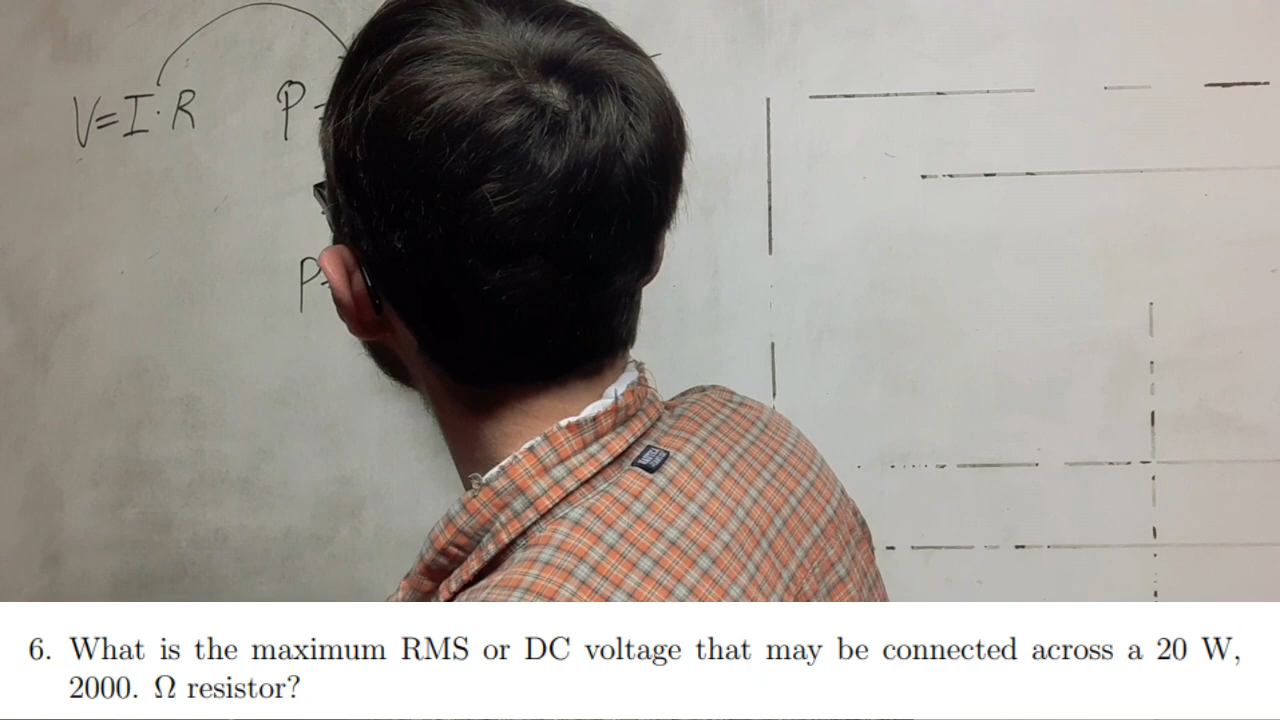 V=I·R P=
P=
6. What is the maximum RMS or DC voltage that may be connected across a 20 W,
2000. Ω resistor?